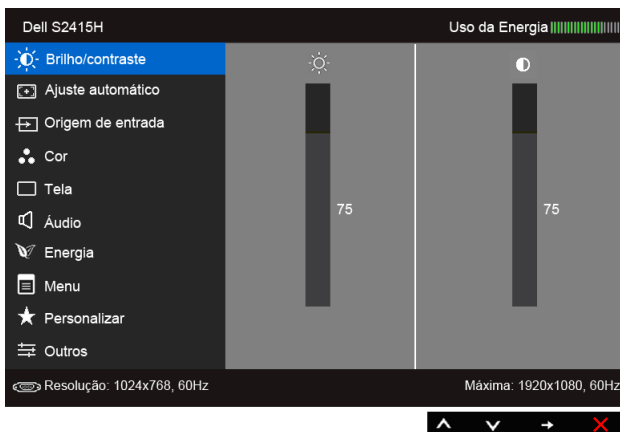 Dell S2415H
Uso da Energia
Brilho/contraste
Ajuste automático
Origem de entrada
Cor
Tela
75
75
Áudio
Energia
Menu
Personalizar
Outros
Resolução: 1024x768, 60Hz
Máxima: 1920x1080, 60Hz